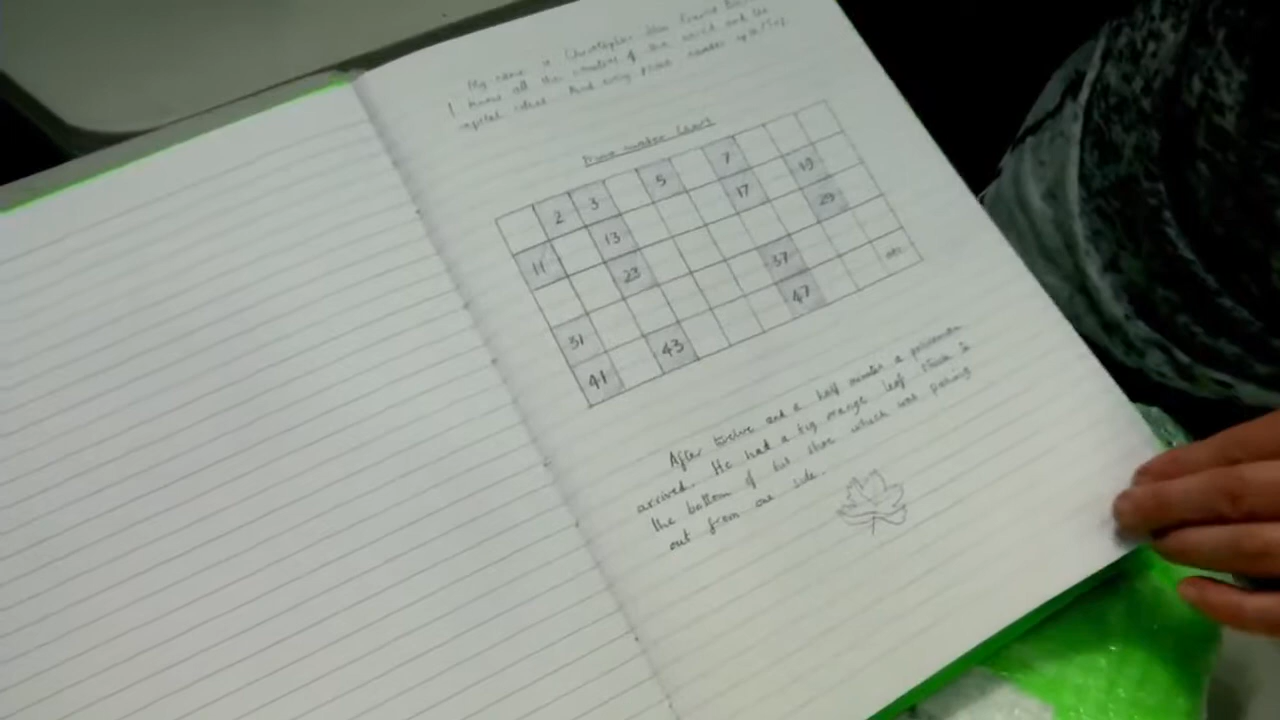 My name is Christopher John Francis Boone
I know all the countries of the world and the
capital cities. And every prime number up to 7507.
Prime number Chart
2 3 5 7
11 13 17 19
23 29
31 37
41 43 47 etc.
After twelve and a half minutes a policeman
arrived. He had a big orange leaf stuck to
the bottom of his shoe which was poking
out from one side.